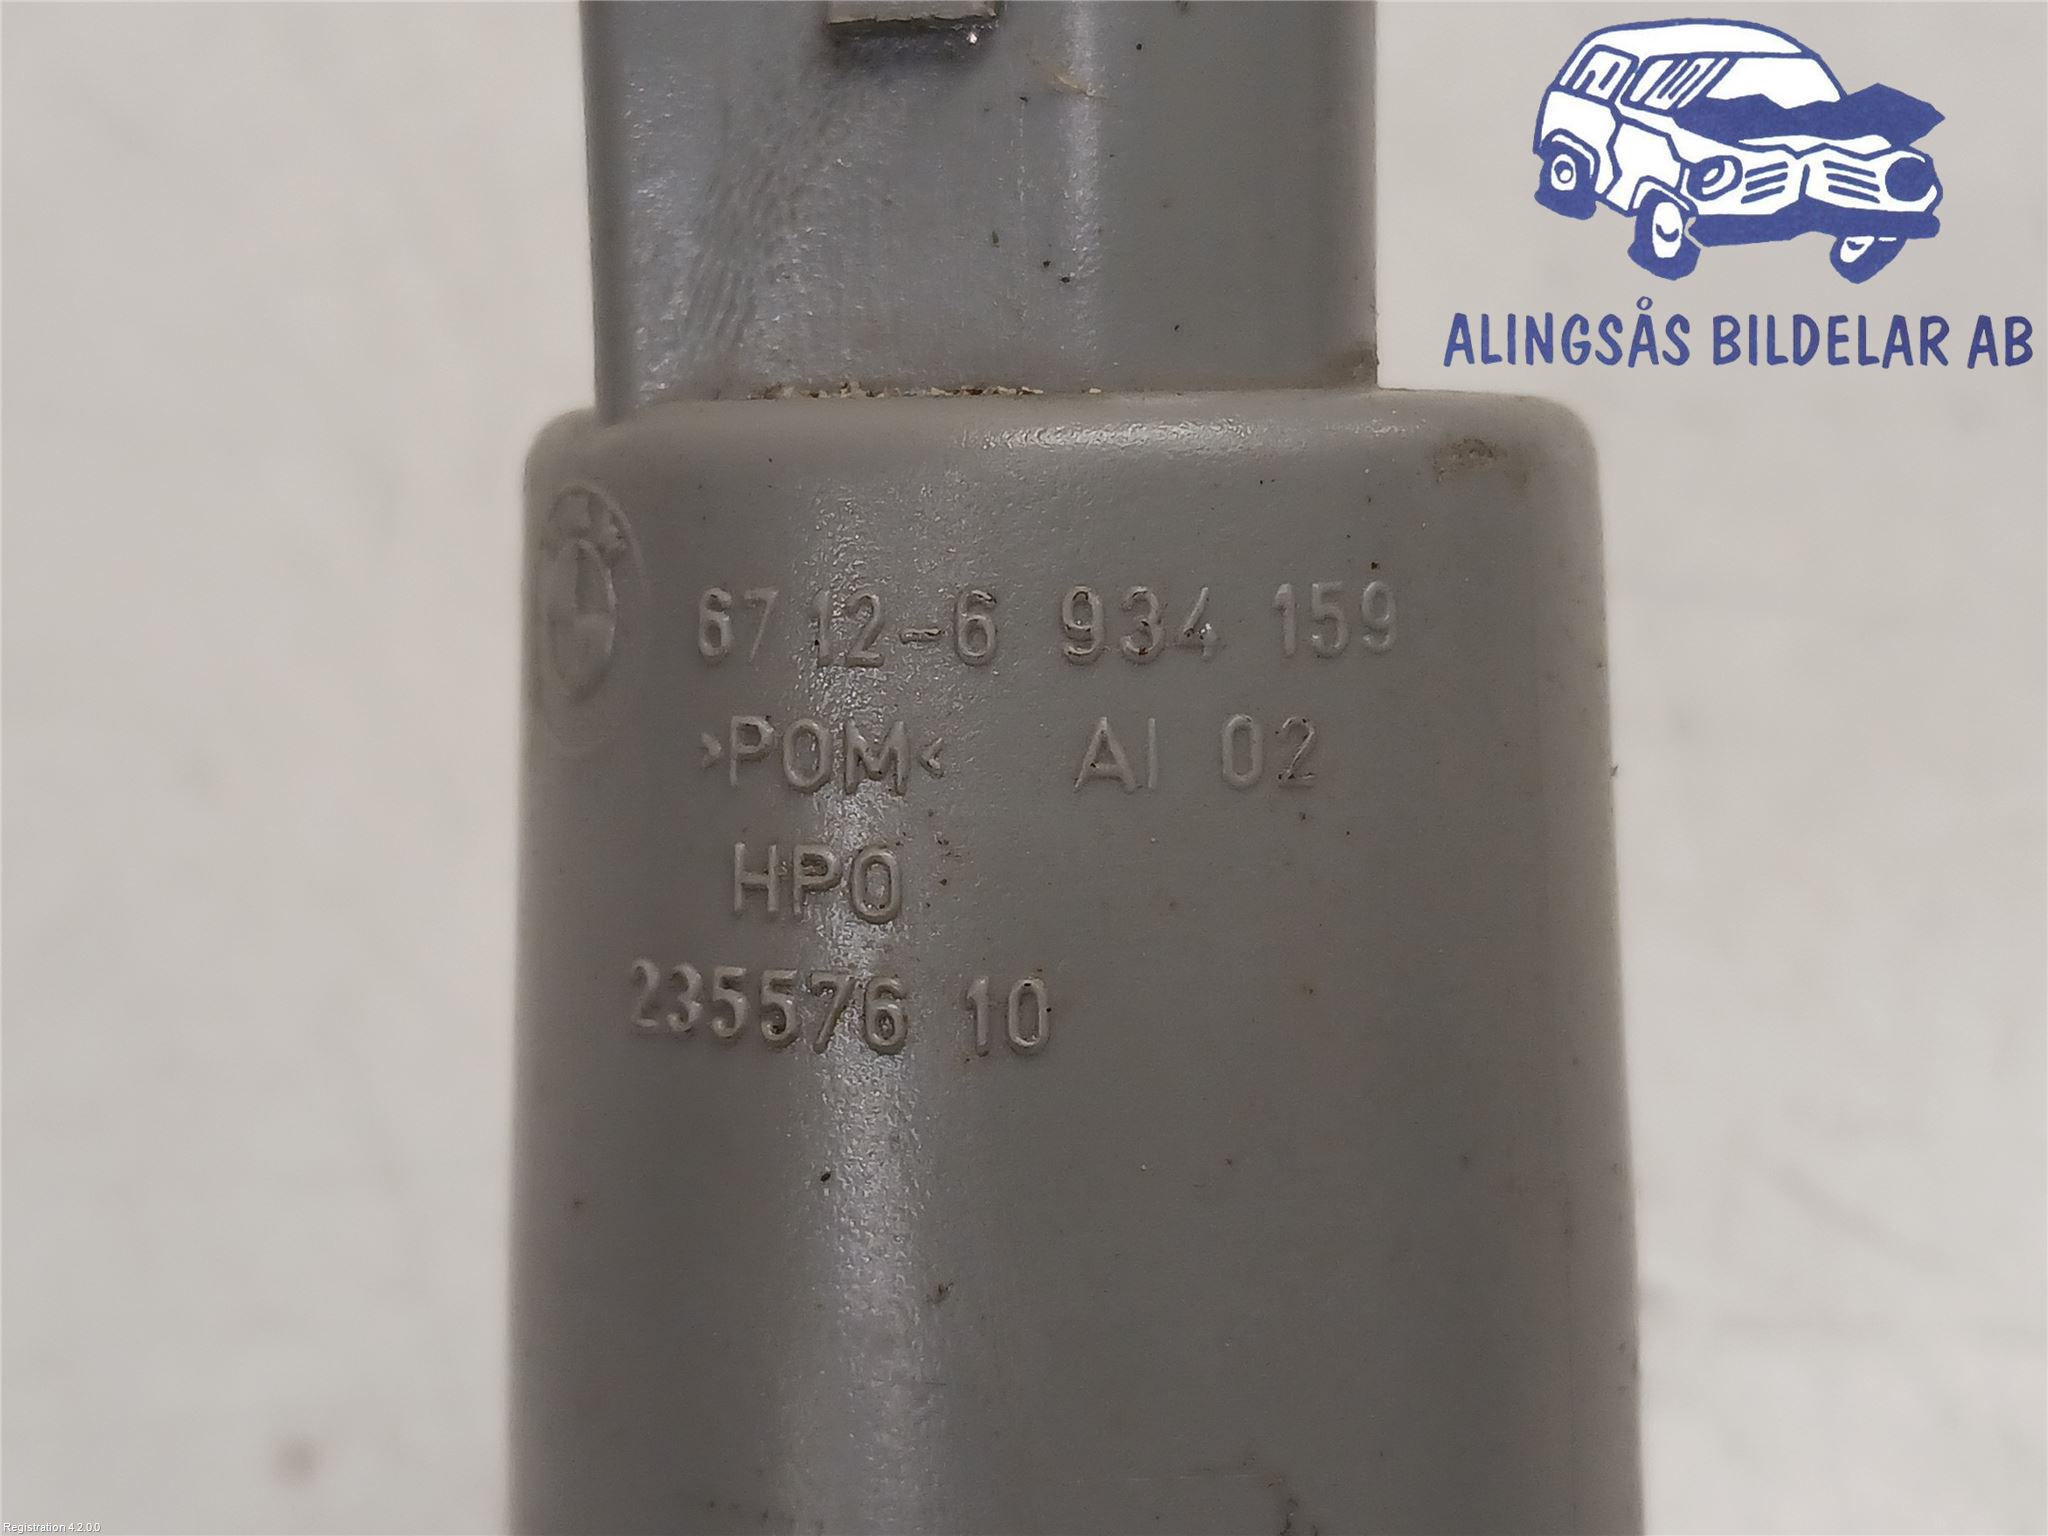 ALINGSÅS BILDELAR AB
67 12-6 934 159
>POM< AI 02
HPO
235576 10
Registration 4.2.0.0